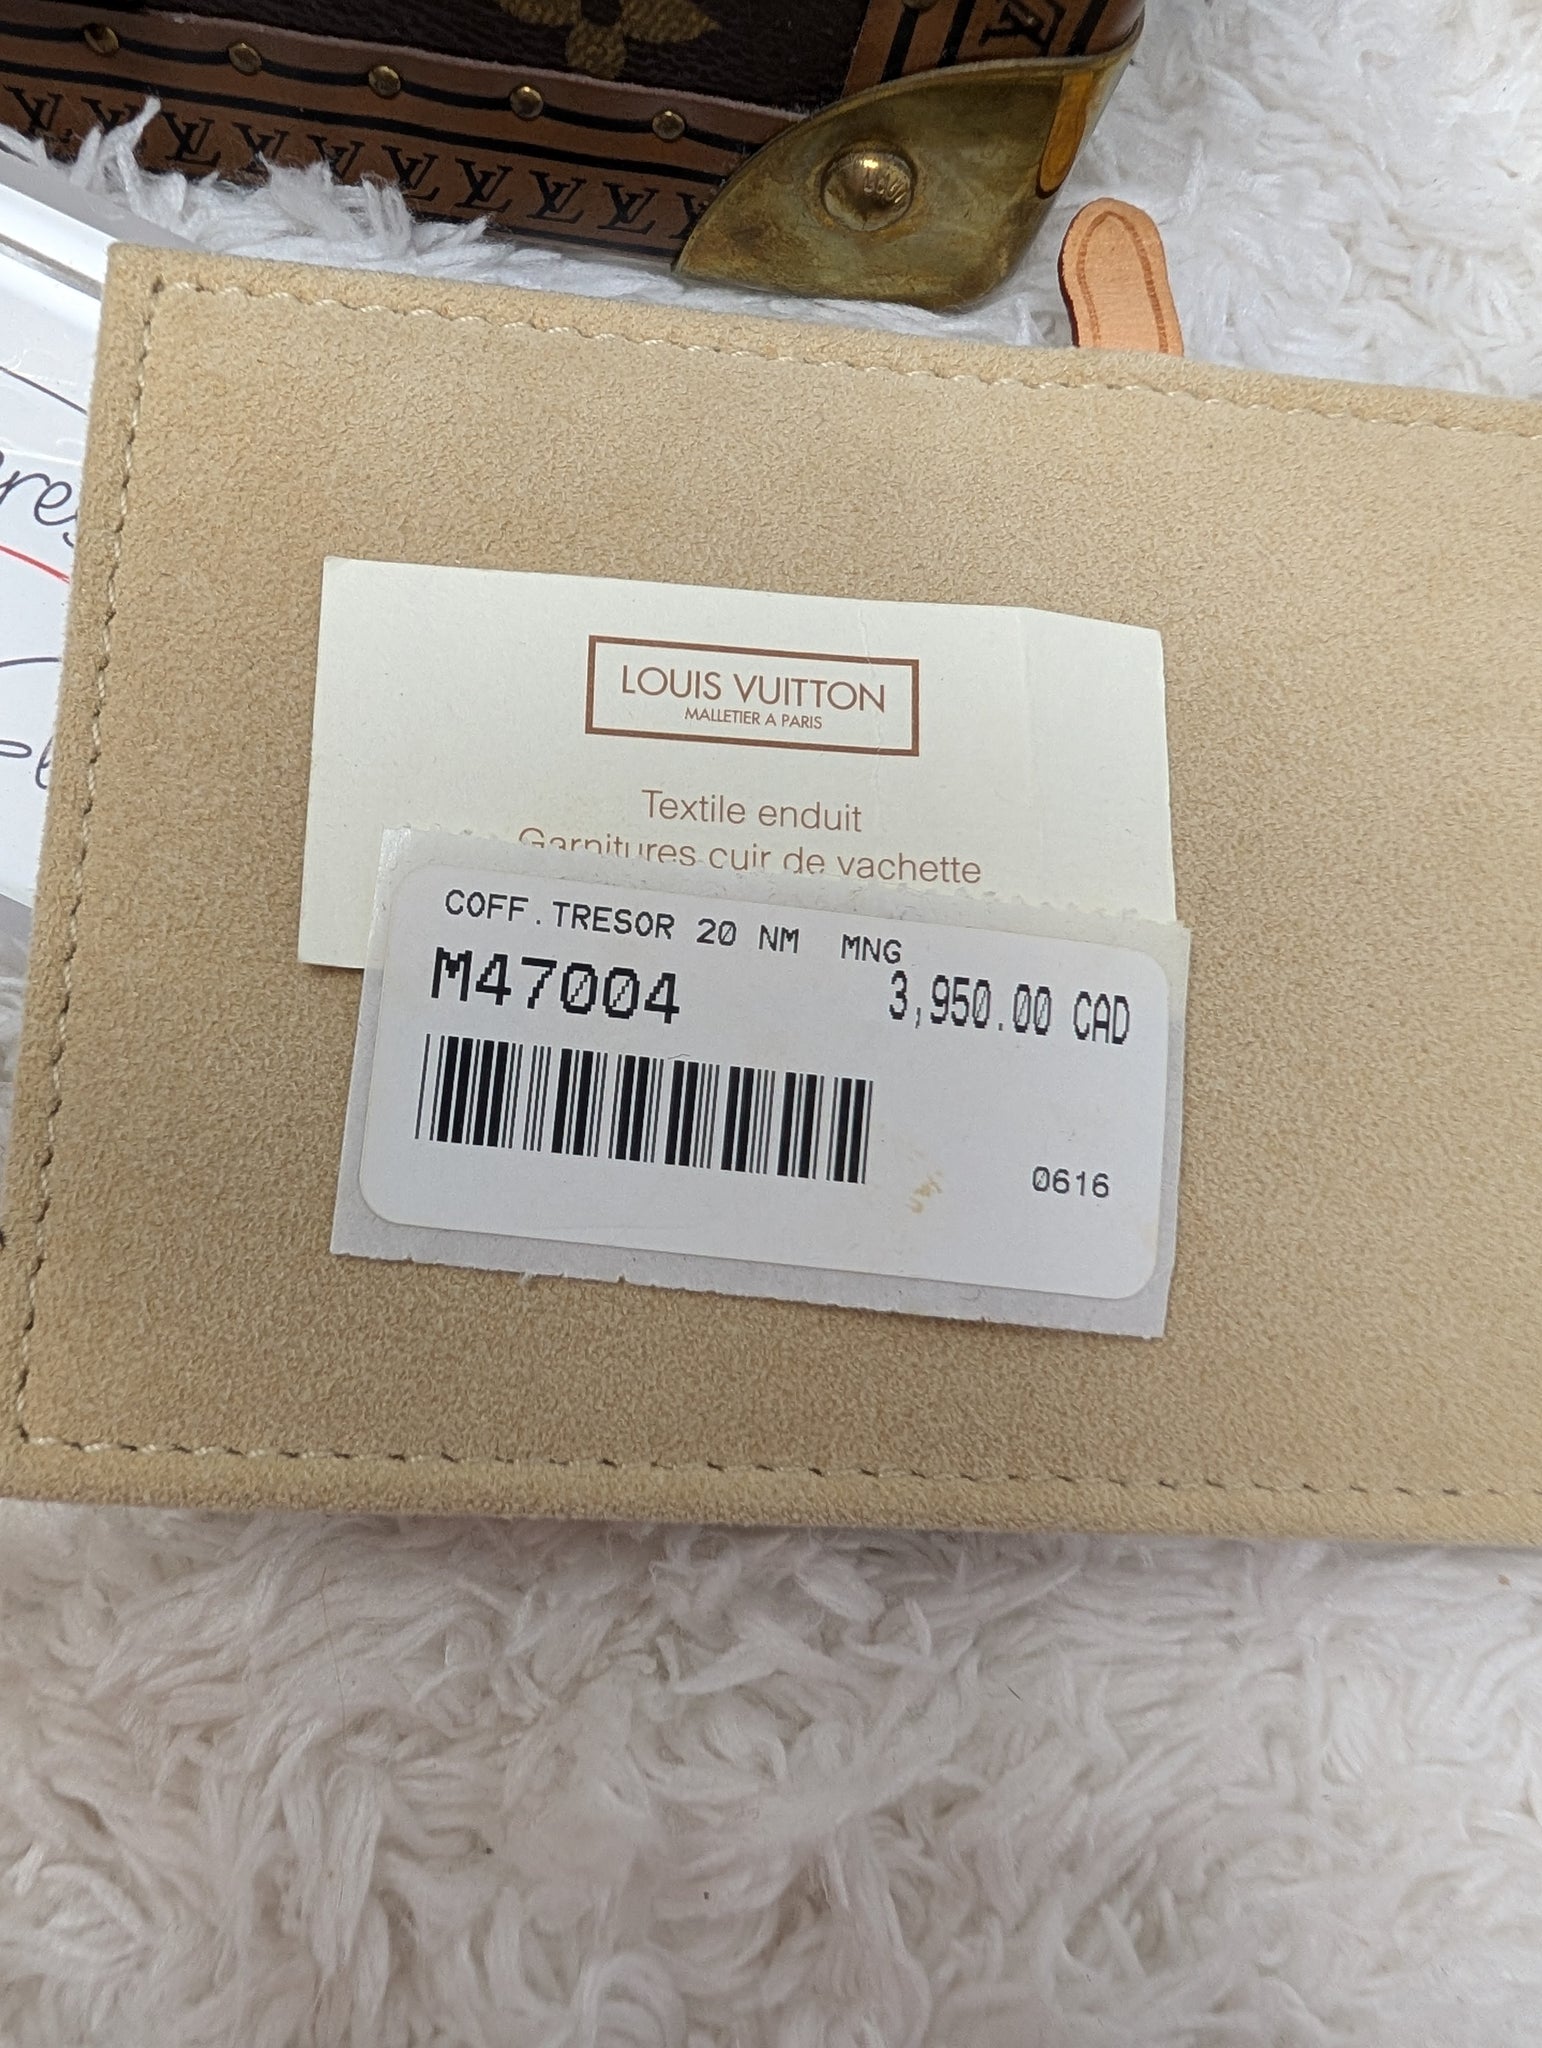 LOUIS VUITTON
MALLETIER A PARIS
Textile enduit
Garnitures cuir de vachette
COFF.TRESOR 20 NM MNG
M47004 3,950.00 CAD
0616